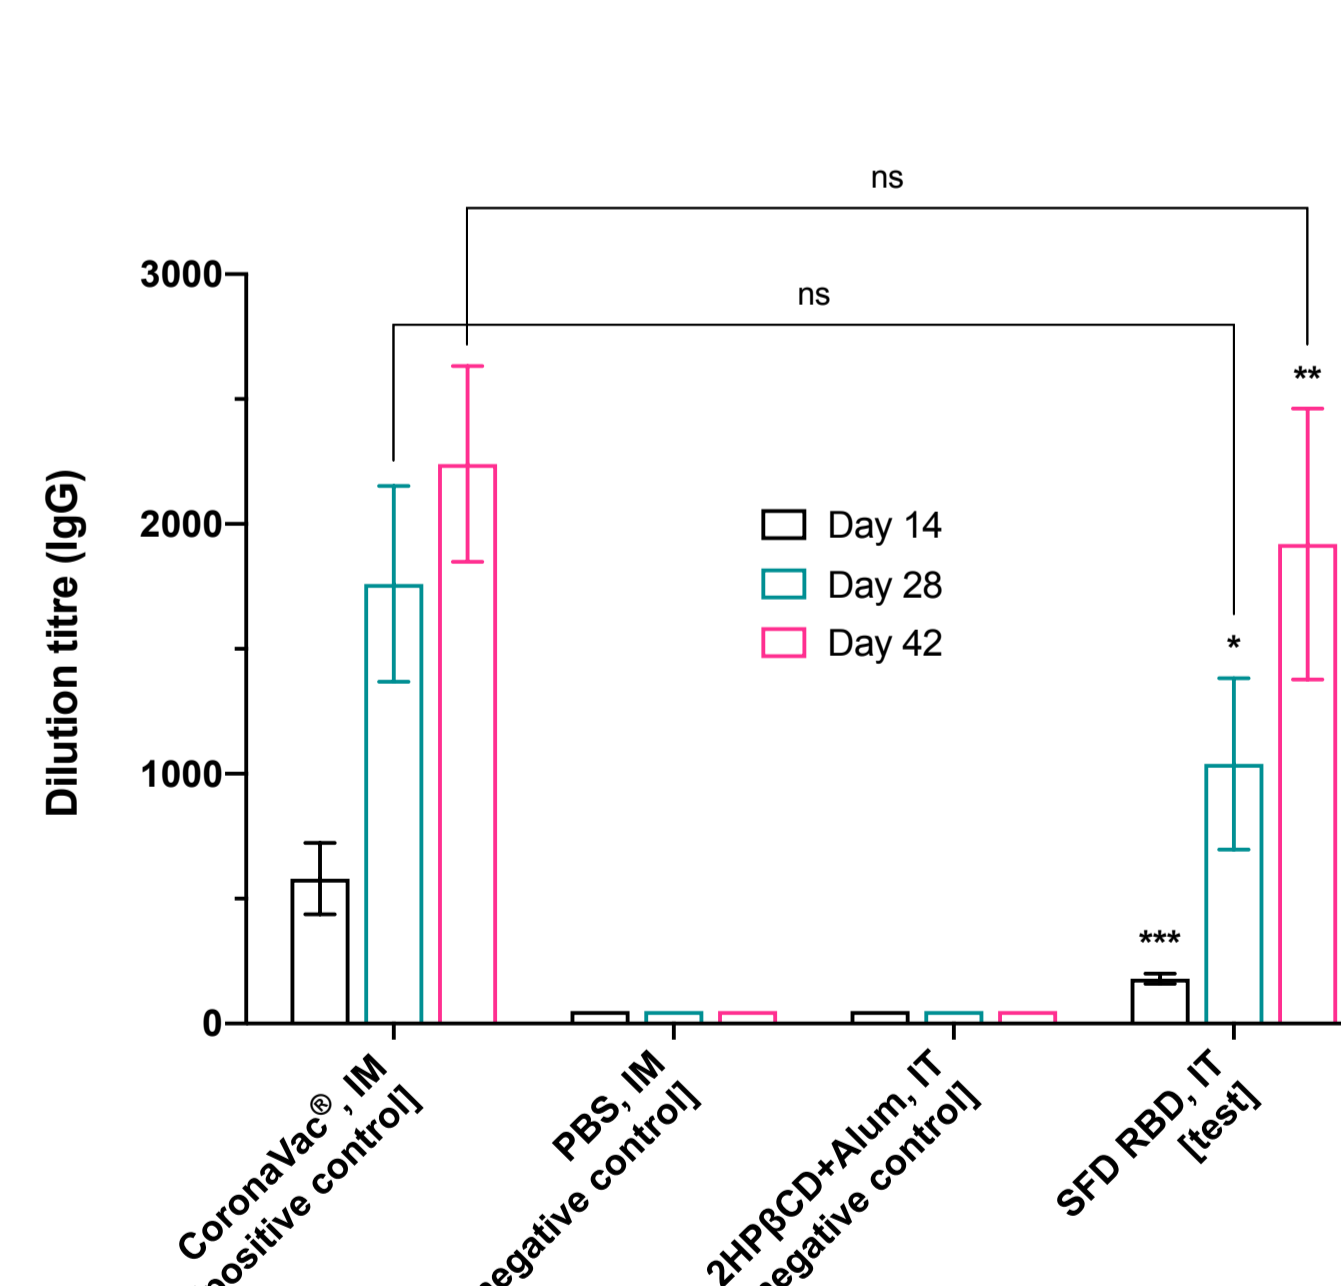 ns
3000
ns
**
2000
Day 14
Day 28
*
Day 42
Dilution titre (IgG)
1000
***
0
CoronaVac®, IM
positive control]
PBS, IM
negative control]
2HPβCD+Alum, IT
negative control]
SFD RBD, IT
[test]